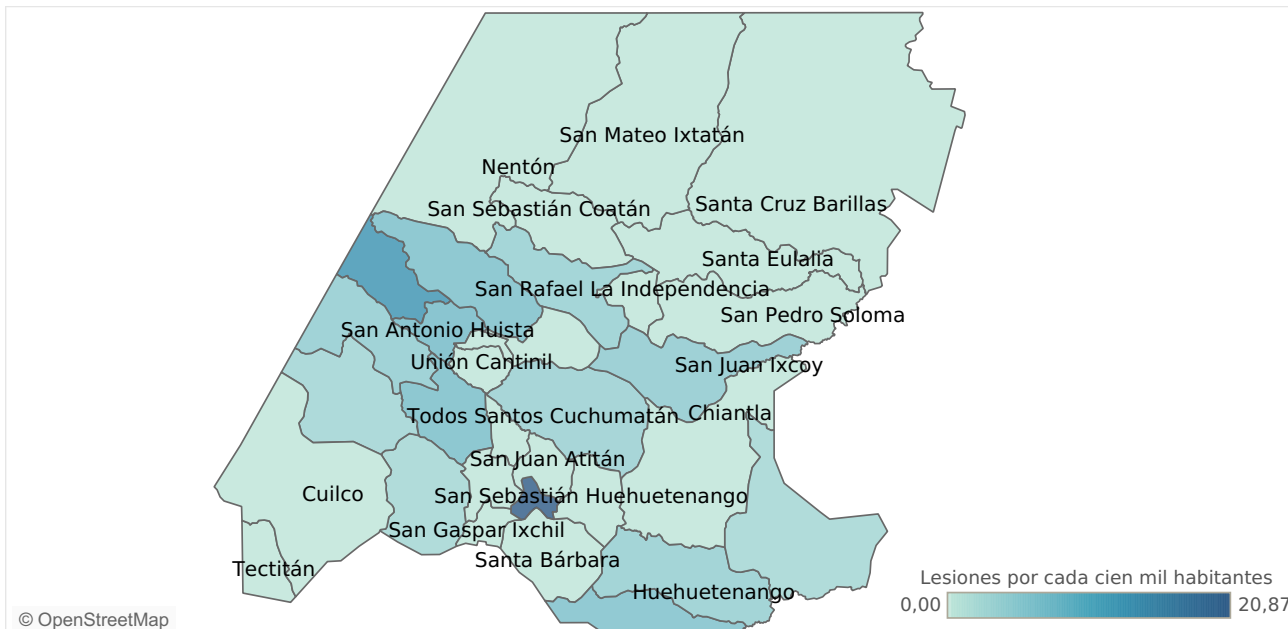 San Mateo Ixtatán
Nentón
Santa Cruz Barillas
San Sebastián Coatán
Santa Eulalia
San Rafael La Independencia
San Pedro Soloma
San Antonio Huista
Unión Cantinil
San Juan Ixcoy
Todos Santos Cuchumatán
Chiantla
San Juan Atitán
Cuilco
San Sebastián Huehuetenango
San Gaspar Ixchil
Santa Bárbara
Tectitán
Huehuetenango
Lesiones por cada cien mil habitantes
0,00
20,87
© OpenStreetMap